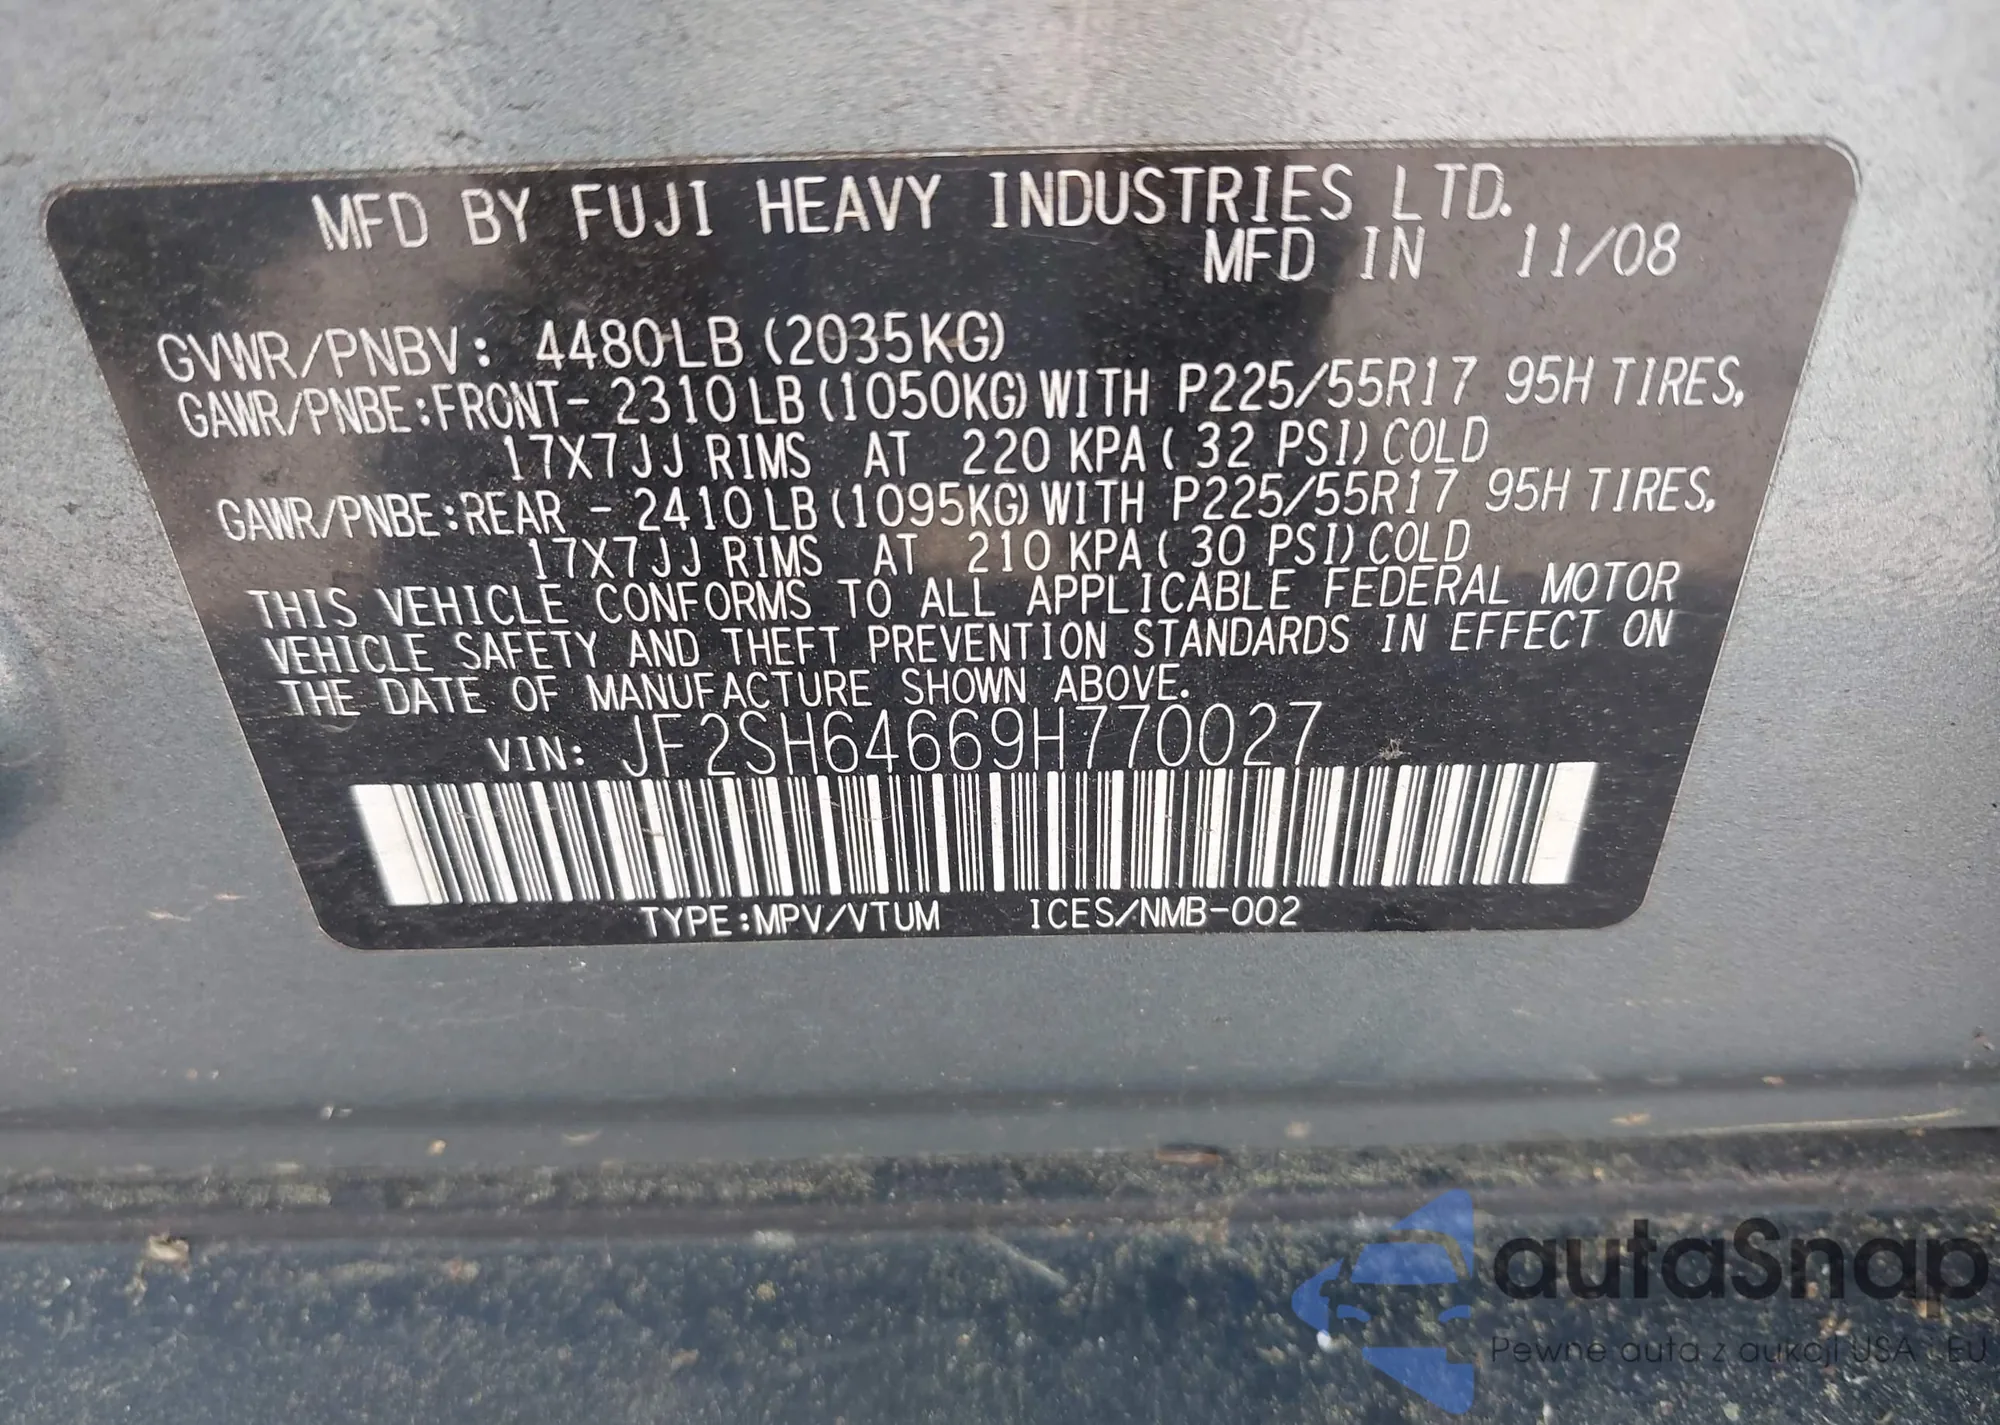 MFD BY FUJI HEAVY INDUSTRIES LTD.
MFD IN 11/08
GVWR/PNBV: 4480LB (2035KG)
GAWR/PNBE:FRONT- 2310LB(1050KG)WITH P225/55R17 95H TIRES,
17X7JJ RIMS AT 220 KPA( 32 PSI)COLD
GAWR/PNBE:REAR - 2410LB(1095KG)WITH P225/55R17 95H TIRES,
17X7JJ RIMS AT 210 KPA( 30 PSI)COLD
THIS VEHICLE CONFORMS TO ALL APPLICABLE FEDERAL MOTOR
VEHICLE SAFETY AND THEFT PREVENTION STANDARDS IN EFFECT ON
THE DATE OF MANUFACTURE SHOWN ABOVE.
VIN: JF2SH64669H770027
TYPE:MPV/VTUM ICES/NMB-002
autaSnap
Pewne auta z aukcji USA i EU